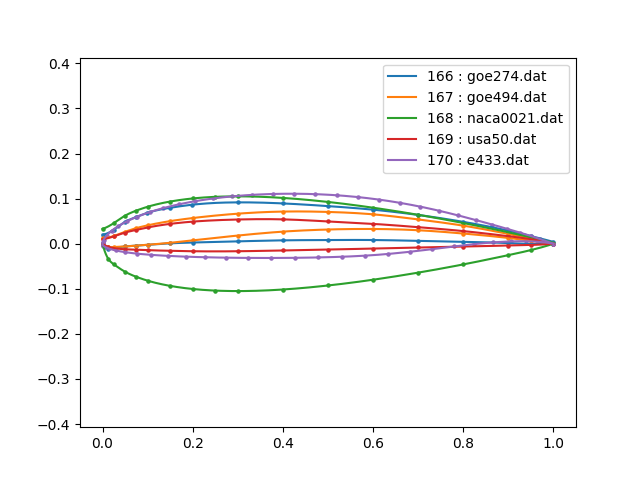 0.4
0.3
0.2
0.1
0.0
−0.1
−0.2
−0.3
−0.4
0.0 0.2 0.4 0.6 0.8 1.0
166 : goe274.dat
167 : goe494.dat
168 : naca0021.dat
169 : usa50.dat
170 : e433.dat